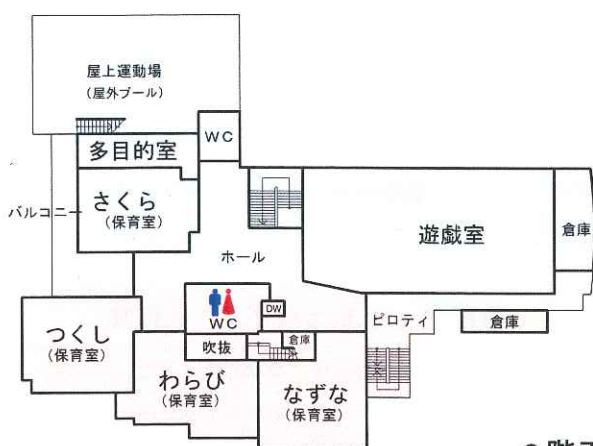 屋上運動場
(屋外プール)
WC
多目的室
さくら
(保育室)
バルコニー
遊戯室
倉庫
ホール
WC
DW
ピロティ
倉庫
つくし
(保育室)
吹抜
倉庫
わらび
(保育室)
なずな
(保育室)